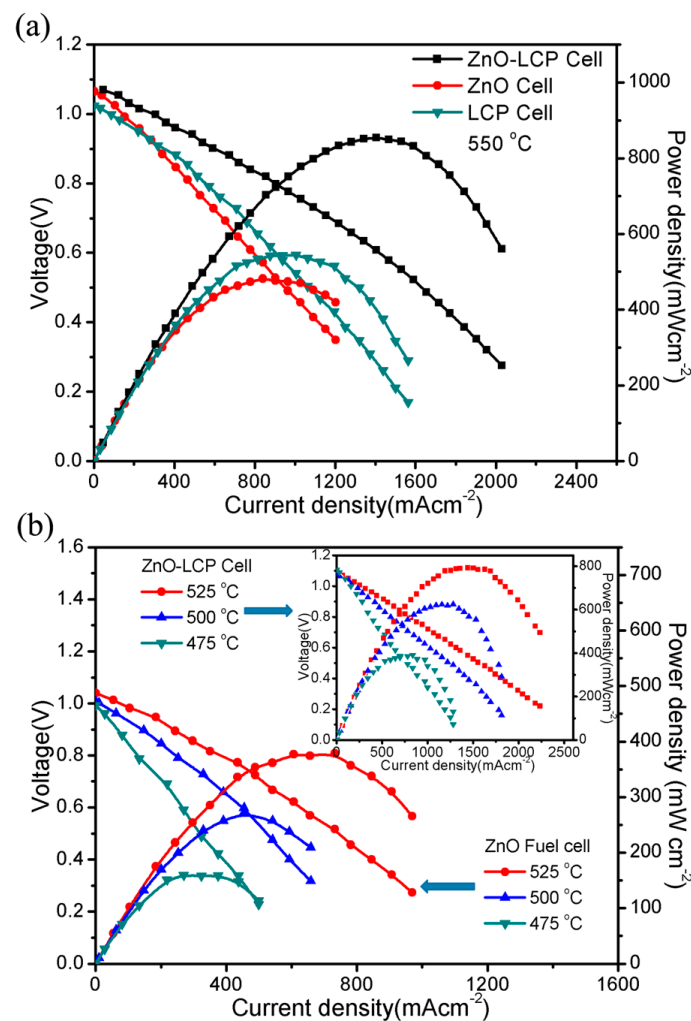 (a)
1.2
1.0
0.8
0.6
0.4
0.2
0.0
Voltage(V)
ZnO-LCP Cell
ZnO Cell
LCP Cell
550 °C
1000
800
600
400
200
0
Power density(mWcm⁻²)
0 400 800 1200 1600 2000 2400
Current density(mAcm⁻²)
(b)
1.6
1.4
1.2
1.0
0.8
0.6
0.4
0.2
0.0
Voltage(V)
ZnO-LCP Cell
525 °C
500 °C
475 °C
1.2
1.0
0.8
0.6
0.4
0.2
0.0
Voltage(V)
800
600
400
200
0
Power density(mWcm⁻²)
0 500 1000 1500 2000 2500
Current density(mAcm⁻²)
ZnO Fuel cell
525 °C
500 °C
475 °C
700
600
500
400
300
200
100
0
Power density (mW cm⁻²)
0 400 800 1200 1600
Current density(mAcm⁻²)